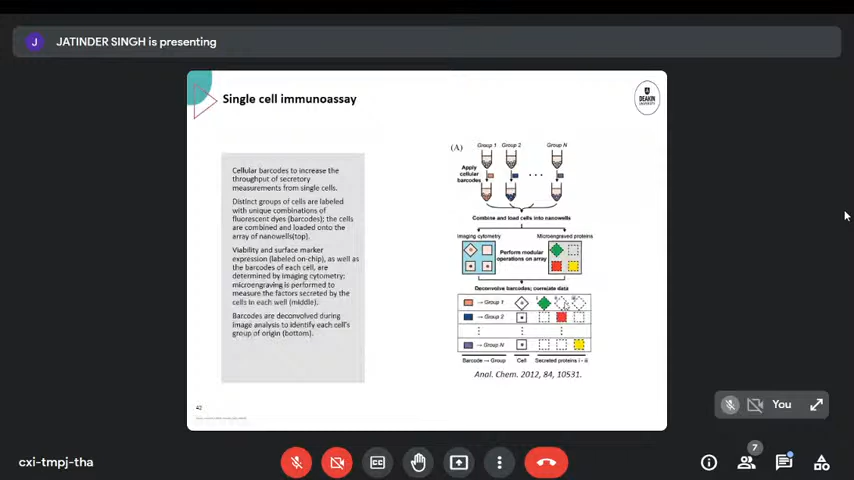 J JATINDER SINGH is presenting
Single cell immunoassay
DEAKIN
UNIVERSITY
Cellular barcodes to increase the
throughput of secretory
measurements from single cells.
Distinct groups of cells are labeled
with unique combinations of
fluorescent dyes (barcodes); the cells
are combined and loaded onto the
array of nanowells(top).
Viability and surface marker
expression (labeled on-chip), as well as
the barcodes of each cell, are
determined by imaging cytometry;
microengraving is performed to
measure the factors secreted by the
cells in each well (middle).
Barcodes are deconvolved during
image analysis to identify each cell's
group of origin (bottom).
(A)
Group 1 Group 2 Group N
Apply
cellular
barcodes
Combine and load cells into nanowells
Imaging cytometry Microengraved proteins
Perform modular
operations on array
Deconvolve barcodes; correlate data
→ Group 1
→ Group 2
→ Group N
Barcode → Group Cell Secreted proteins i - iii
Anal. Chem. 2012, 84, 10531.
42
You
cxi-tmpj-tha
CC
7